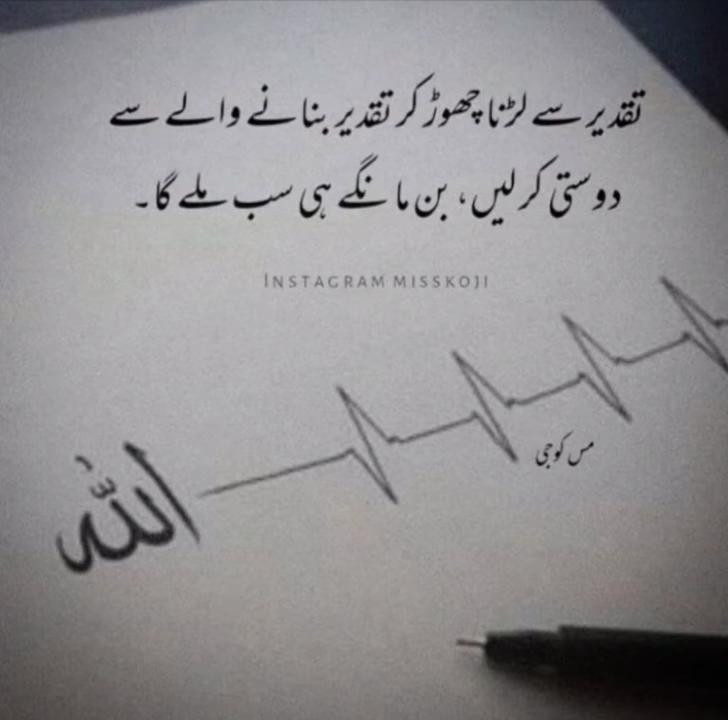 تقدیر سے لڑنا چھوڑ کر تقدیر بنانے والے سے
دوستی کر لیں، بن مانگے ہی سب ملے گا۔
INSTAGRAM MISSKOJI
مس کوجی
اللّٰه